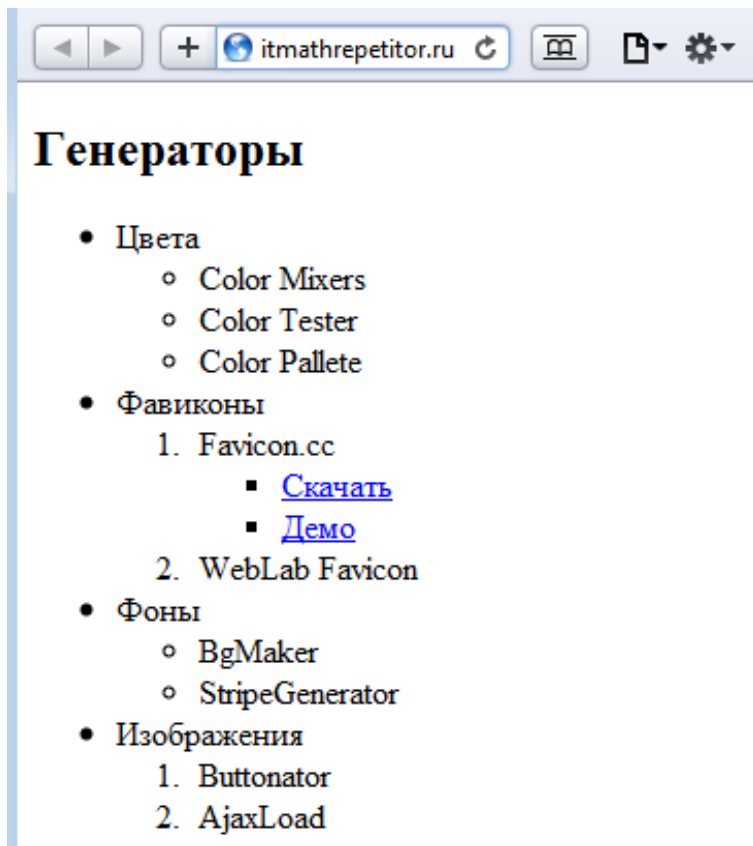 itmathrepetitor.ru
Генераторы
Цвета
Color Mixers
Color Tester
Color Pallete
Фавиконы
1. Favicon.cc
Скачать
Демо
2. WebLab Favicon
Фоны
BgMaker
StripeGenerator
Изображения
1. Buttonator
2. AjaxLoad